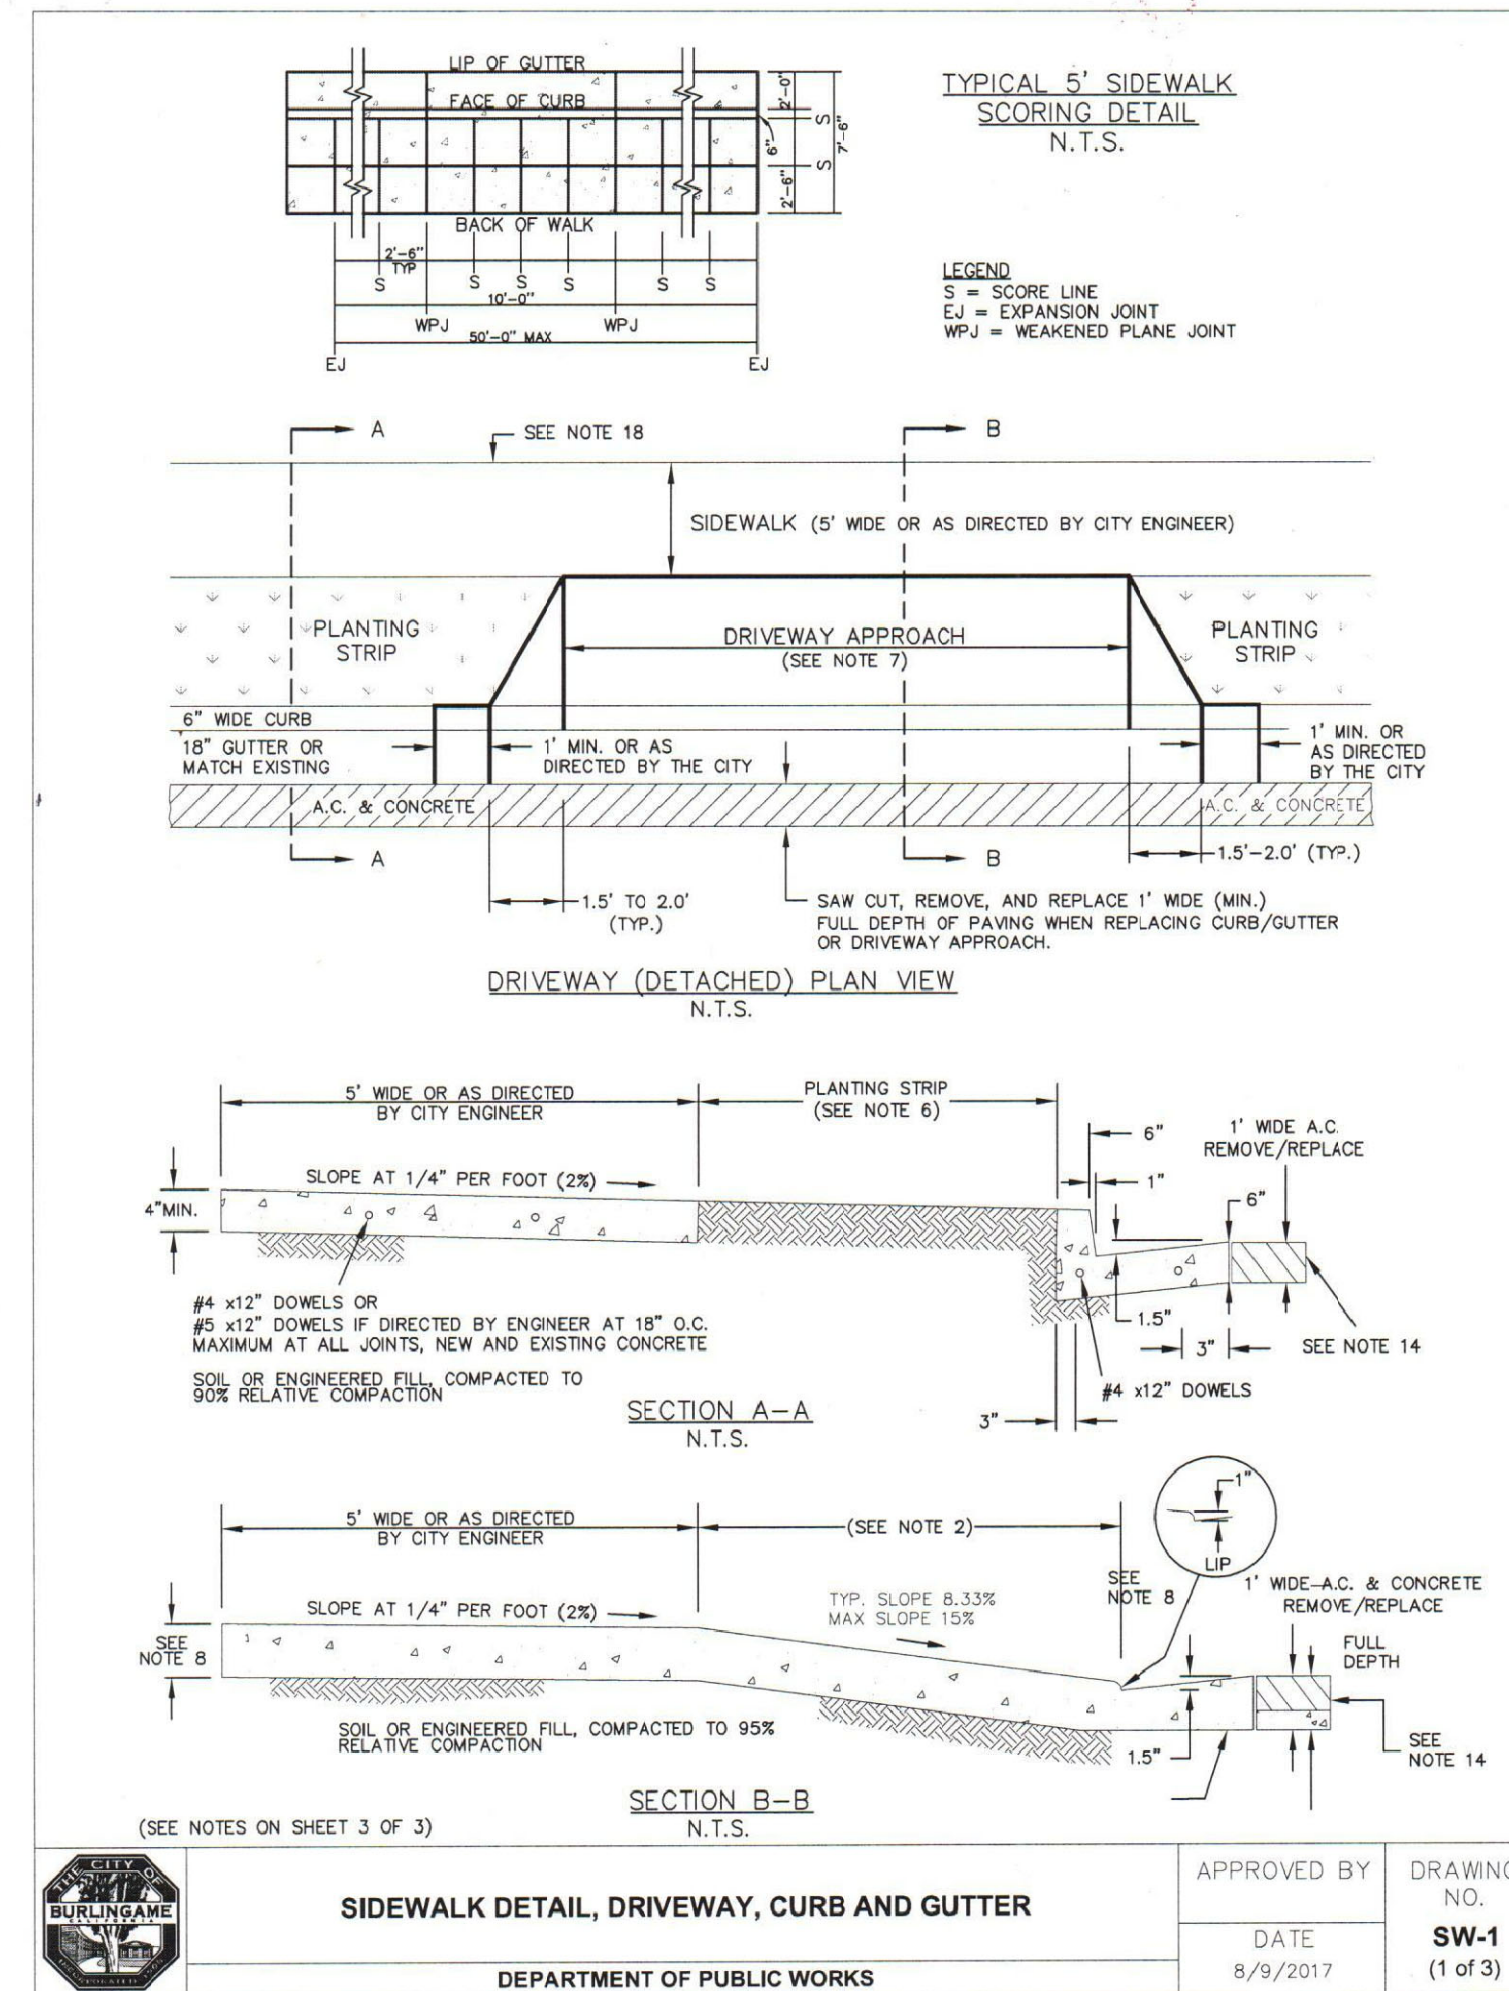 LIP OF GUTTER
FACE OF CURB
BACK OF WALK
2'-0"
S
6"
S
7'-6"
2'-6"
2'-6"
TYP
S
S
S
S
S
S
10'-0"
WPJ
WPJ
50'-0" MAX
EJ
EJ
TYPICAL 5' SIDEWALK
SCORING DETAIL
N.T.S.
LEGEND
S = SCORE LINE
EJ = EXPANSION JOINT
WPJ = WEAKENED PLANE JOINT
A
SEE NOTE 18
B
SIDEWALK (5' WIDE OR AS DIRECTED BY CITY ENGINEER)
PLANTING
STRIP
DRIVEWAY APPROACH
(SEE NOTE 7)
PLANTING
STRIP
6" WIDE CURB
18" GUTTER OR
MATCH EXISTING
1' MIN. OR AS
DIRECTED BY THE CITY
1' MIN. OR
AS DIRECTED
BY THE CITY
A.C. & CONCRETE
A.C. & CONCRETE
A
B
1.5'-2.0' (TYP.)
1.5' TO 2.0'
(TYP.)
SAW CUT, REMOVE, AND REPLACE 1' WIDE (MIN.)
FULL DEPTH OF PAVING WHEN REPLACING CURB/GUTTER
OR DRIVEWAY APPROACH.
DRIVEWAY (DETACHED) PLAN VIEW
N.T.S.
5' WIDE OR AS DIRECTED
BY CITY ENGINEER
PLANTING STRIP
(SEE NOTE 6)
6"
1"
1' WIDE A.C.
REMOVE/REPLACE
SLOPE AT 1/4" PER FOOT (2%)
4"MIN.
6"
1.5"
3"
SEE NOTE 14
#4 x12" DOWELS OR
#5 x12" DOWELS IF DIRECTED BY ENGINEER AT 18" O.C.
MAXIMUM AT ALL JOINTS, NEW AND EXISTING CONCRETE
SOIL OR ENGINEERED FILL, COMPACTED TO
90% RELATIVE COMPACTION
#4 x12" DOWELS
3"
SECTION A-A
N.T.S.
5' WIDE OR AS DIRECTED
BY CITY ENGINEER
(SEE NOTE 2)
1"
LIP
SEE
NOTE 8
1' WIDE-A.C. & CONCRETE
REMOVE/REPLACE
SLOPE AT 1/4" PER FOOT (2%)
TYP. SLOPE 8.33%
MAX SLOPE 15%
SEE
NOTE 8
FULL
DEPTH
SOIL OR ENGINEERED FILL, COMPACTED TO 95%
RELATIVE COMPACTION
1.5"
SEE
NOTE 14
SECTION B-B
N.T.S.
(SEE NOTES ON SHEET 3 OF 3)
THE CITY OF
BURLINGAME
CALIFORNIA
INCORPORATED 1908
SIDEWALK DETAIL, DRIVEWAY, CURB AND GUTTER
DEPARTMENT OF PUBLIC WORKS
APPROVED BY
DATE
8/9/2017
DRAWING
NO.
SW-1
(1 of 3)